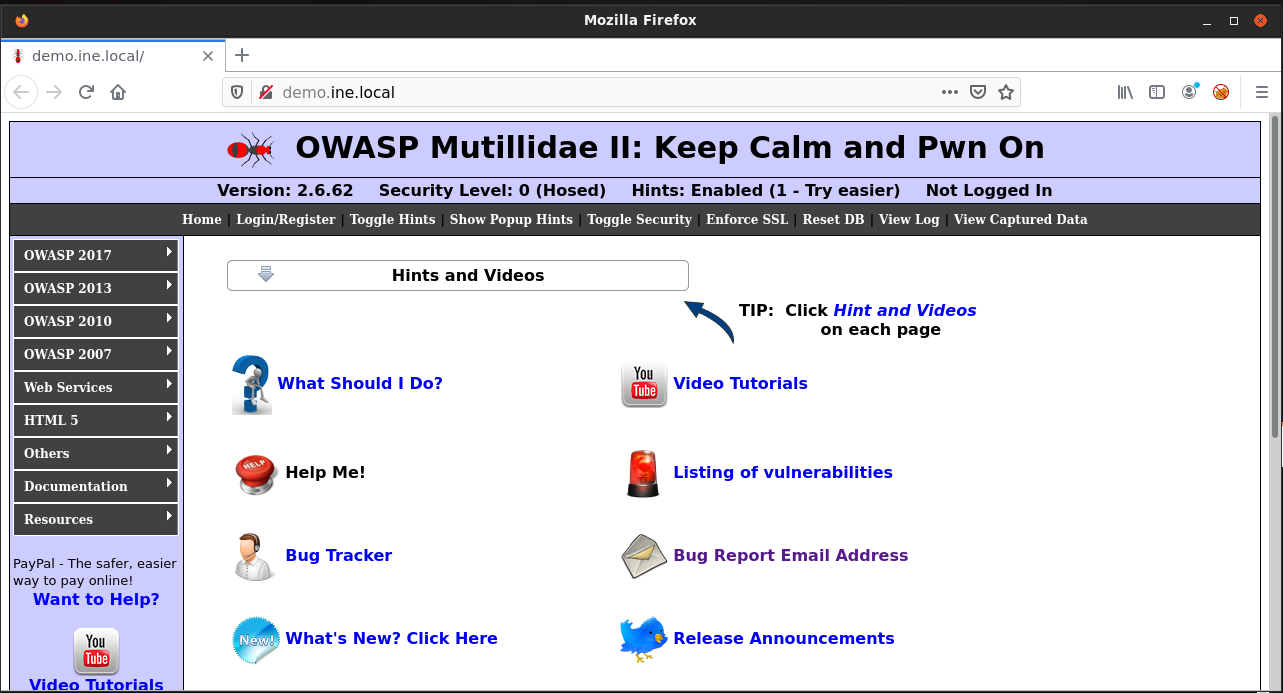 Mozilla Firefox
demo.ine.local/
demo.ine.local
OWASP Mutillidae II: Keep Calm and Pwn On
Version: 2.6.62 Security Level: 0 (Hosed) Hints: Enabled (1 - Try easier) Not Logged In
Home | Login/Register | Toggle Hints | Show Popup Hints | Toggle Security | Enforce SSL | Reset DB | View Log | View Captured Data
OWASP 2017
OWASP 2013
OWASP 2010
OWASP 2007
Web Services
HTML 5
Others
Documentation
Resources
PayPal - The safer, easier
way to pay online!
Want to Help?
You
Tube
Video Tutorials
Hints and Videos
TIP: Click Hint and Videos
on each page
What Should I Do?
You
Tube
Video Tutorials
HELP
Help Me!
Listing of vulnerabilities
Bug Tracker
Bug Report Email Address
New!
What's New? Click Here
Release Announcements